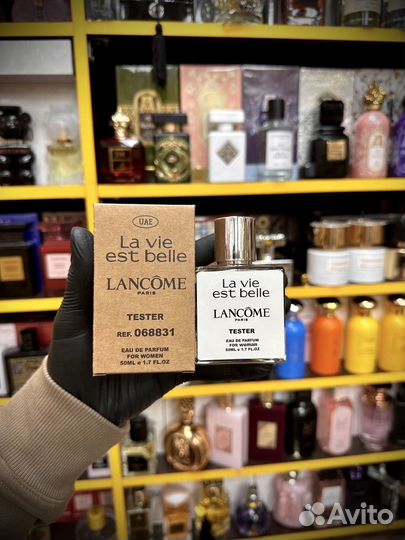 UAE
La vie
est belle
LANCÔME
PARIS
TESTER
REF. 068831
EAU DE PARFUM
FOR WOMEN
50ML e 1.7 FL.OZ
La vie
est belle
LANCÔME
PARIS
TESTER
EAU DE PARFUM
FOR WOMAN
50ML e 1.7 FL.OZ
Avito